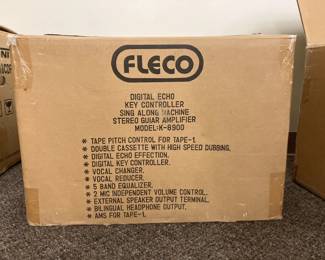 FLECO
DIGITAL ECHO
KEY CONTROLLER
SING ALONG MACHINE
STEREO GUIAR AMPLIFIER
MODEL:K-8900
* TAPE PITCH CONTROL FOR TAPE-1.
* DOUBLE CASSETTE WITH HIGH SPEED DUBBING.
* DIGITAL ECHO EFFECTION.
* DIGITAL KEY CONTROLLER.
* VOCAL CHANGER.
* VOCAL REDUCER.
* 5 BAND EQUALIZER.
* 2 MIC INDEPENDENT VOLUME CONTROL.
* EXTERNAL SPEAKER OUTPUT TERMINAL.
* BILINGUAL HEADPHONE OUTPUT.
* AMS FOR TAPE-1.